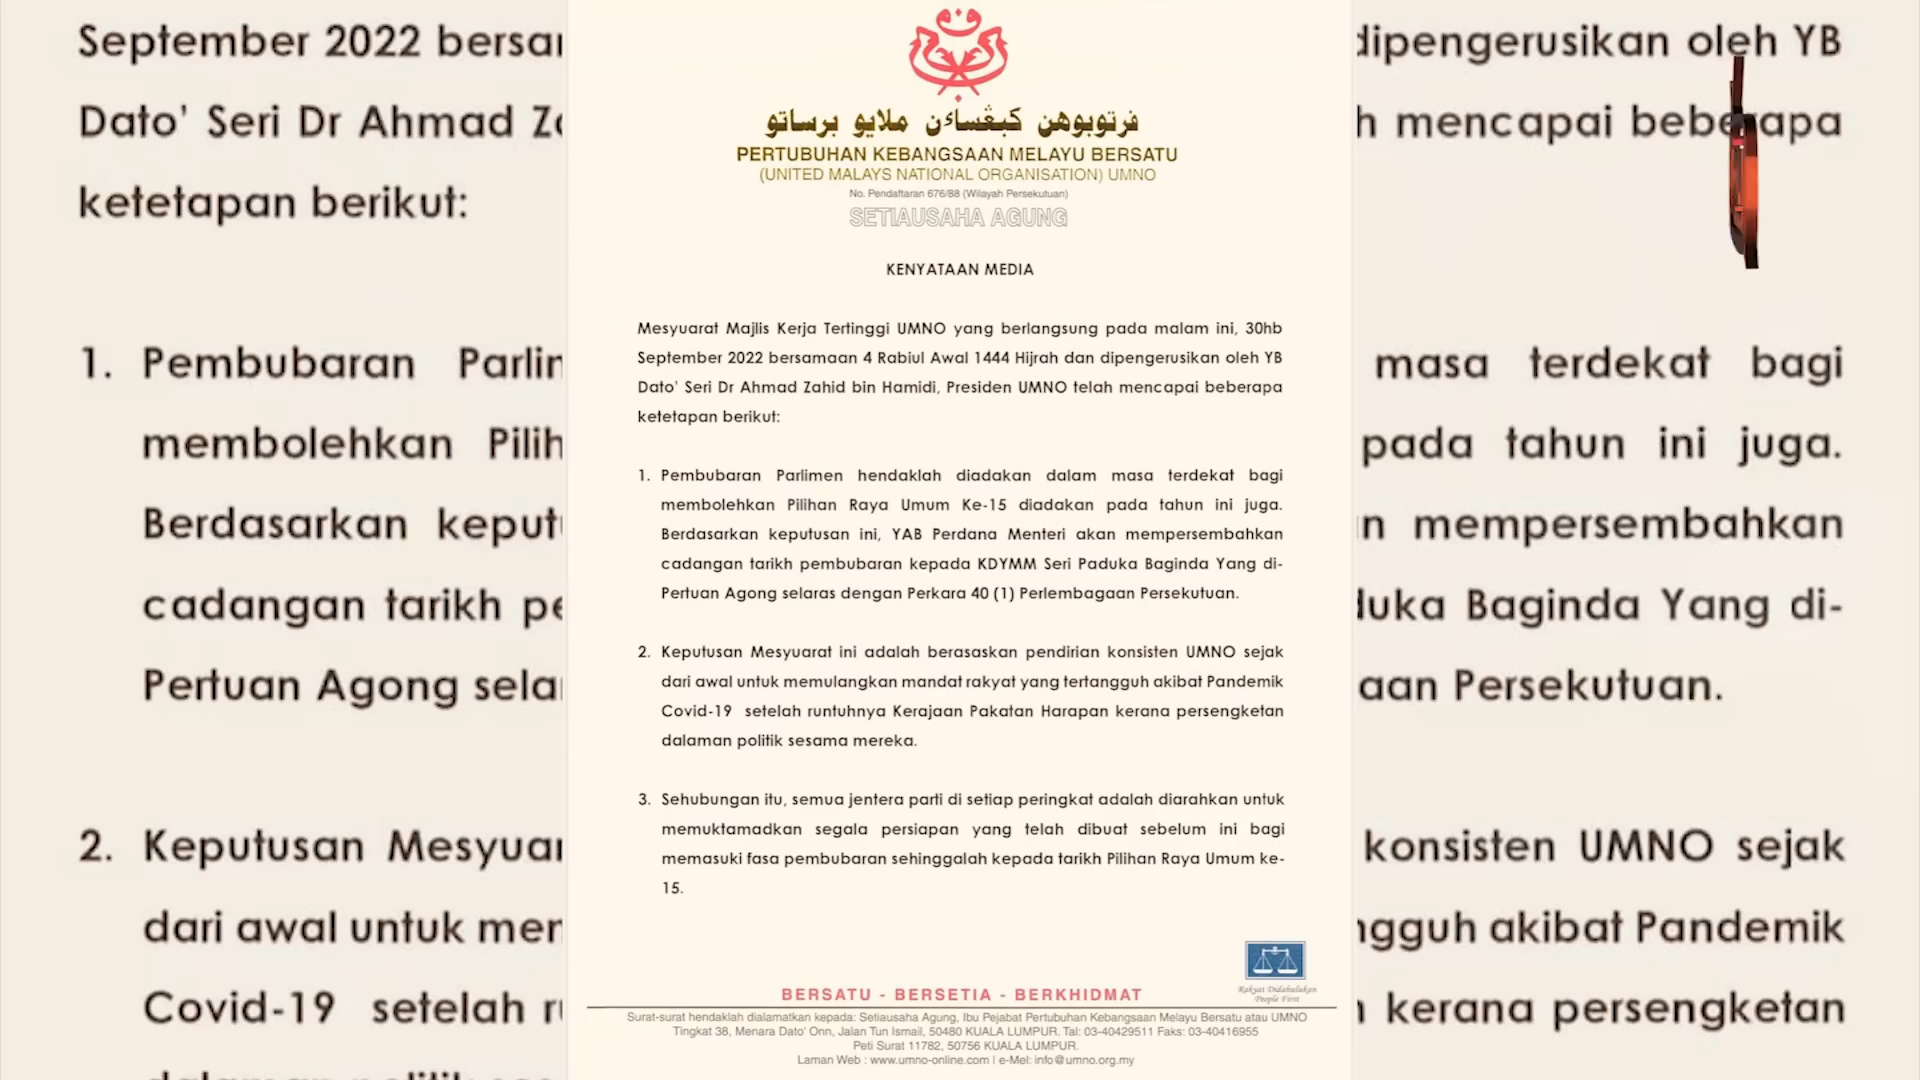 فرتوبوهن کبڠساءن ملايو برساتو
PERTUBUHAN KEBANGSAAN MELAYU BERSATU
(UNITED MALAYS NATIONAL ORGANISATION) UMNO
No. Pendaftaran 676/88 (Wilayah Persekutuan)
SETIAUSAHA AGUNG
KENYATAAN MEDIA
Mesyuarat Majlis Kerja Tertinggi UMNO yang berlangsung pada malam ini, 30hb
September 2022 bersamaan 4 Rabiul Awal 1444 Hijrah dan dipengerusikan oleh YB
Dato' Seri Dr Ahmad Zahid bin Hamidi, Presiden UMNO telah mencapai beberapa
ketetapan berikut:
1. Pembubaran Parlimen hendaklah diadakan dalam masa terdekat bagi
membolehkan Pilihan Raya Umum Ke-15 diadakan pada tahun ini juga.
Berdasarkan keputusan ini, YAB Perdana Menteri akan mempersembahkan
cadangan tarikh pembubaran kepada KDYMM Seri Paduka Baginda Yang di-
Pertuan Agong selaras dengan Perkara 40 (1) Perlembagaan Persekutuan.
2. Keputusan Mesyuarat ini adalah berasaskan pendirian konsisten UMNO sejak
dari awal untuk memulangkan mandat rakyat yang tertangguh akibat Pandemik
Covid-19 setelah runtuhnya Kerajaan Pakatan Harapan kerana persengketan
dalaman politik sesama mereka.
3. Sehubungan itu, semua jentera parti di setiap peringkat adalah diarahkan untuk
memuktamadkan segala persiapan yang telah dibuat sebelum ini bagi
memasuki fasa pembubaran sehinggalah kepada tarikh Pilihan Raya Umum ke-
15.
Rakyat Didahulukan
People First
BERSATU - BERSETIA - BERKHIDMAT
Surat-surat hendaklah dialamatkan kepada: Setiausaha Agung, Ibu Pejabat Pertubuhan Kebangsaan Melayu Bersatu atau UMNO
Tingkat 38, Menara Dato' Onn, Jalan Tun Ismail, 50480 KUALA LUMPUR. Tal: 03-40429511 Faks: 03-40416955
Peti Surat 11782, 50756 KUALA LUMPUR.
Laman Web : www.umno-online.com | e-Mel: info@umno.org.my
September 2022 bersa
Dato' Seri Dr Ahmad Z
ketetapan berikut:
1. Pembubaran Parlim
membolehkan Pilih
Berdasarkan keput
cadangan tarikh pe
Pertuan Agong sela
2. Keputusan Mesyua
dari awal untuk me
Covid-19 setelah r
dipengerusikan oleh YB
h mencapai beberapa
masa terdekat bagi
pada tahun ini juga.
n mempersembahkan
duka Baginda Yang di-
aan Persekutuan.
konsisten UMNO sejak
ngguh akibat Pandemik
kerana persengketan